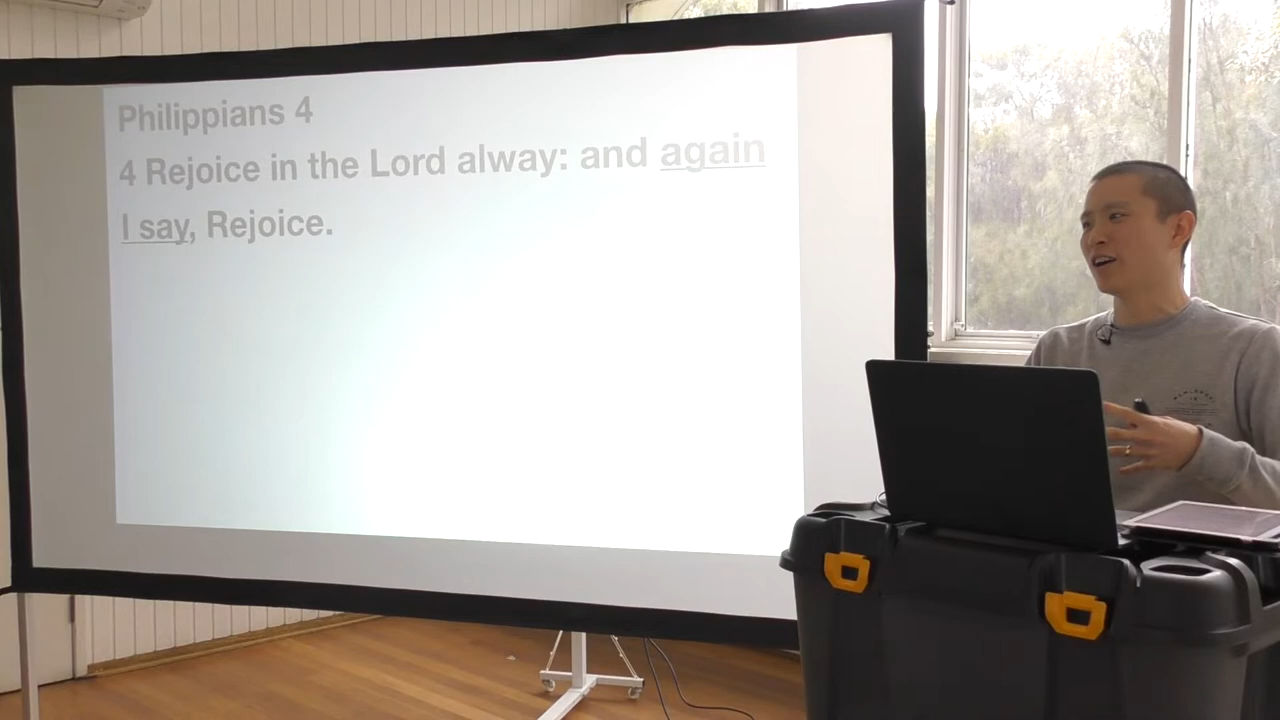 Philippians 4
4 Rejoice in the Lord alway: and again
I say, Rejoice.